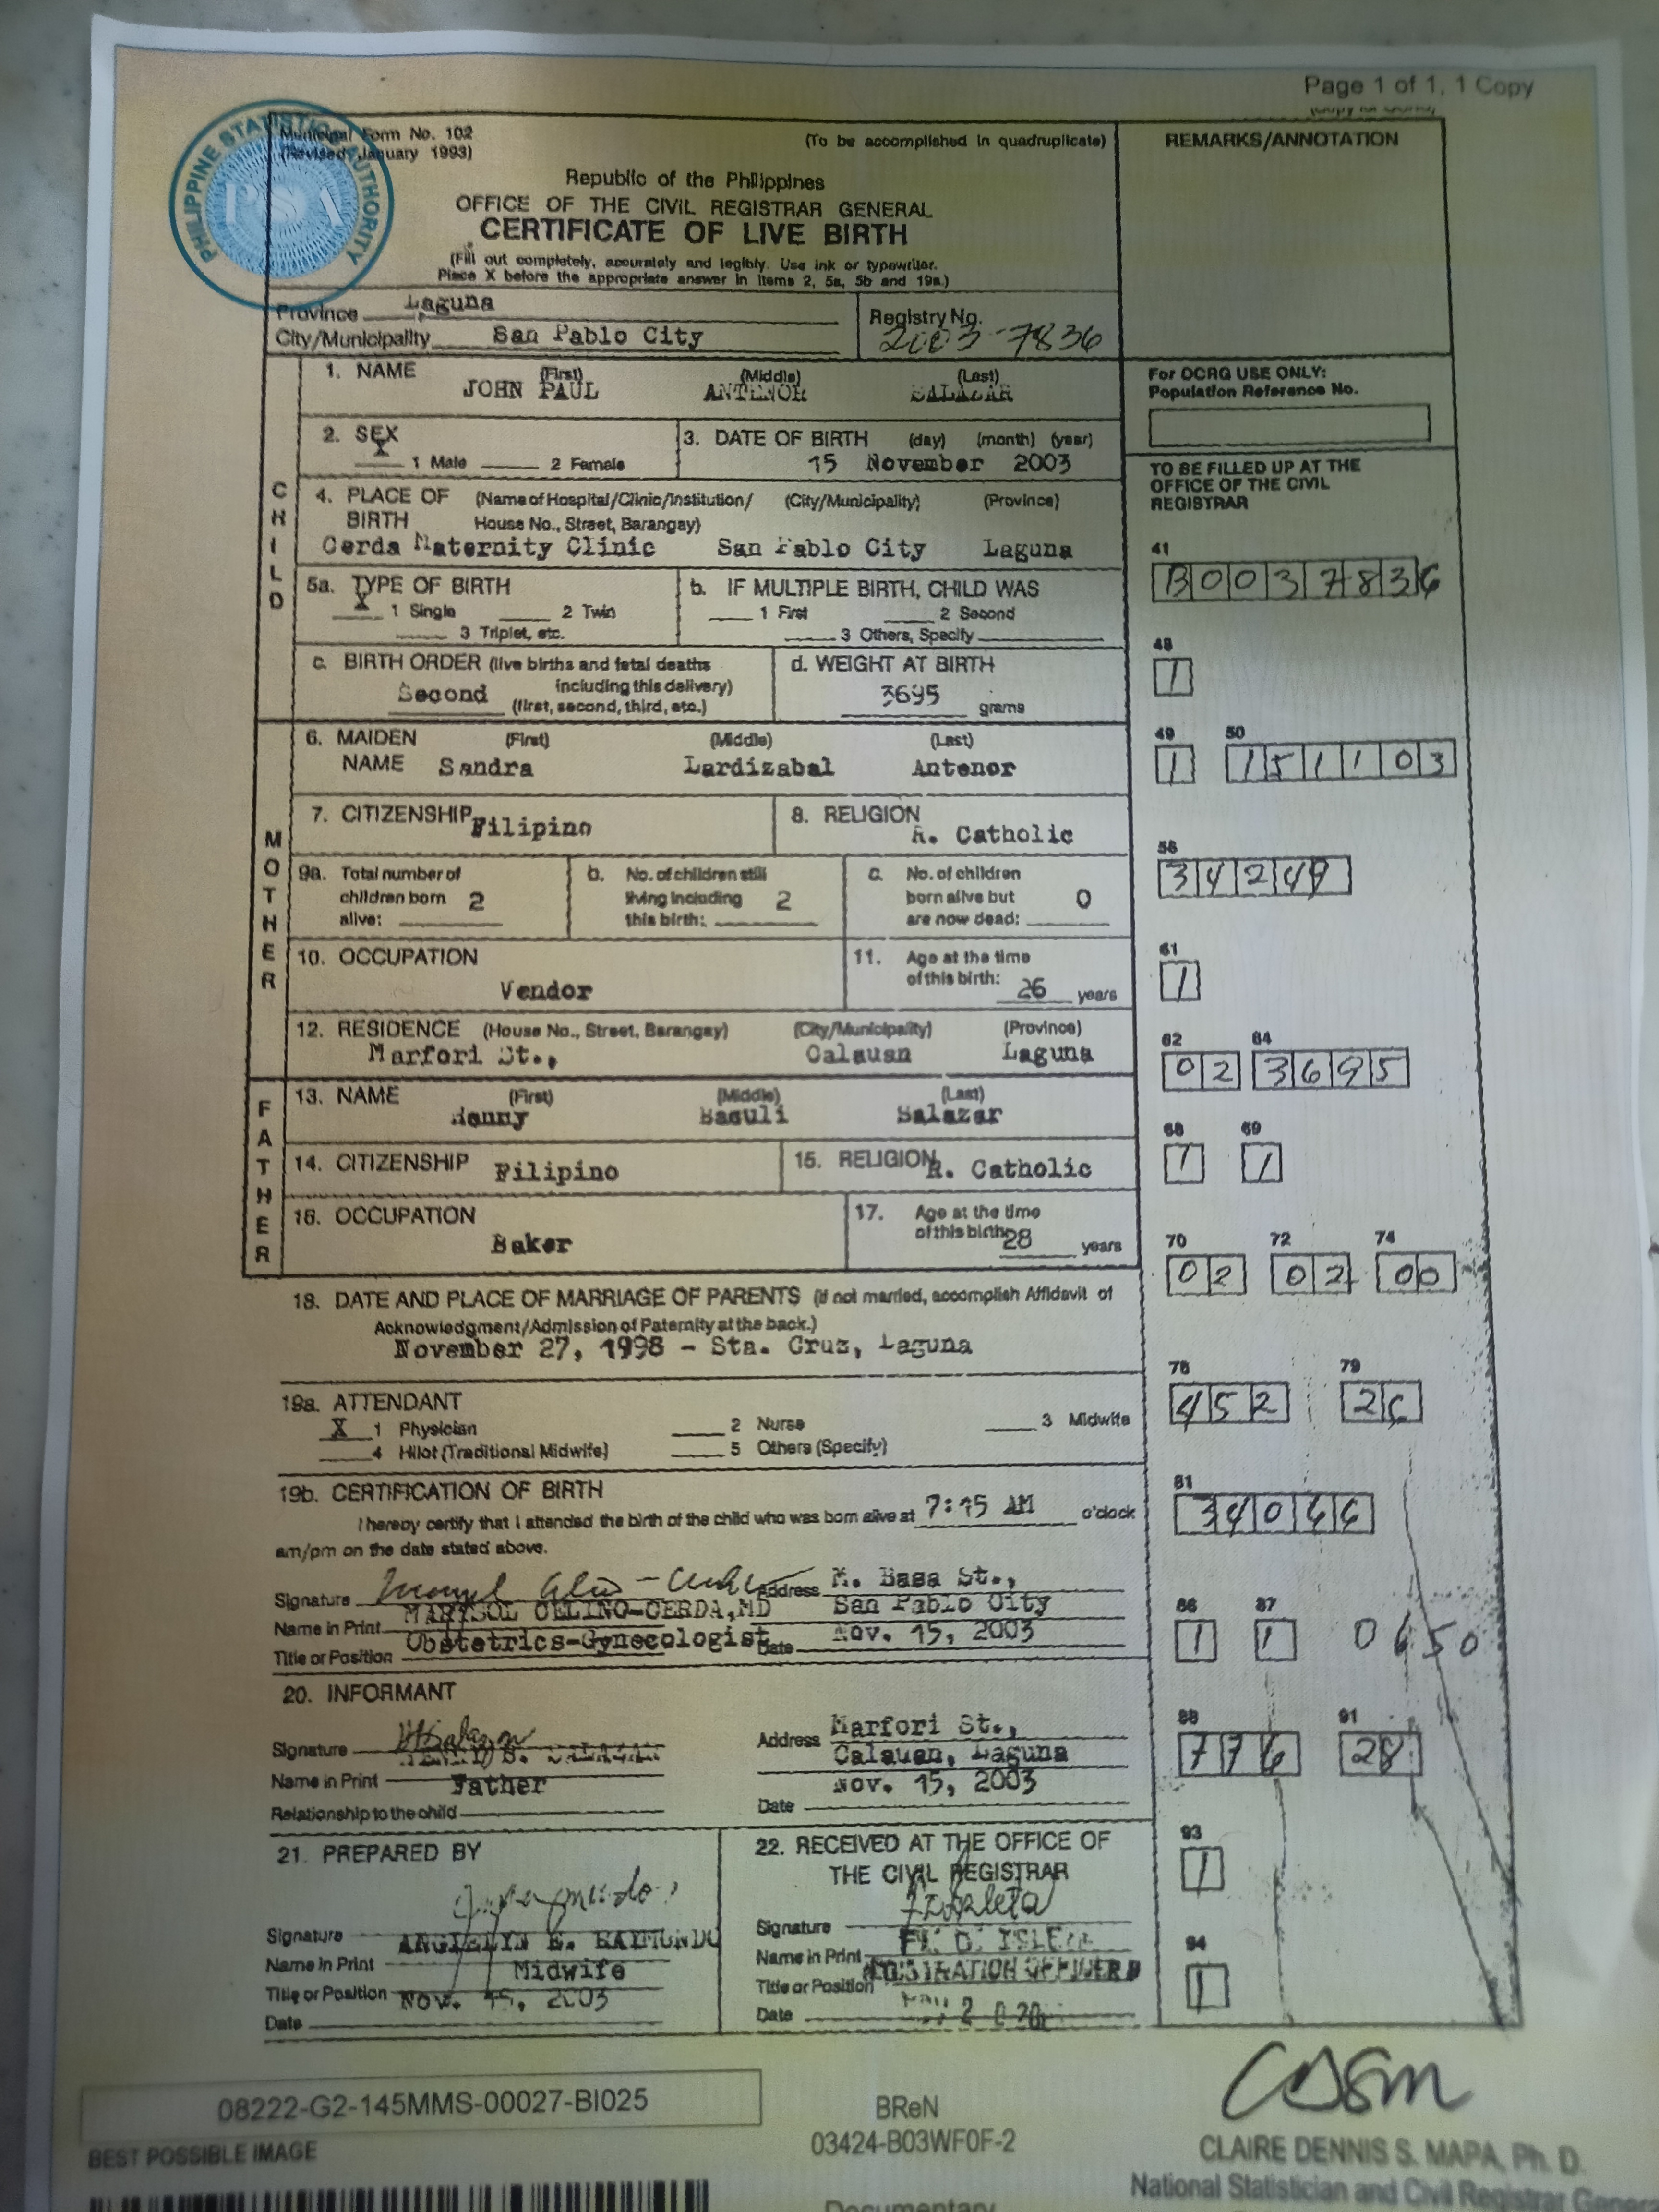 Page 1 of 1, 1 Copy
PHILIPPINE STATISTICS AUTHORITY
PSA
Municipal Form No. 102
(Revised January 1993)
(To be accomplished in quadruplicate)
Republic of the Philippines
OFFICE OF THE CIVIL REGISTRAR GENERAL
CERTIFICATE OF LIVE BIRTH
(Fill out completely, accurately and legibly. Use ink or typewriter.
Place X before the appropriate answer in items 2, 5a, 5b and 19a.)
REMARKS/ANNOTATION
Province Laguna
City/Municipality San Pablo City
Registry No.
2003-7836
CHILD
1. NAME (First) (Middle) (Last)
JOHN PAUL ANTENOR SALAZAR
For OCRG USE ONLY:
Population Reference No.
2. SEX
X 1 Male 2 Female
3. DATE OF BIRTH (day) (month) (year)
15 November 2003
TO BE FILLED UP AT THE
OFFICE OF THE CIVIL
REGISTRAR
4. PLACE OF (Name of Hospital/Clinic/Institution/ (City/Municipality) (Province)
BIRTH House No., Street, Barangay)
Cerda Maternity Clinic San Pablo City Laguna
41
B0037836
5a. TYPE OF BIRTH
X 1 Single 2 Twin
3 Triplet, etc.
b. IF MULTIPLE BIRTH, CHILD WAS
1 First 2 Second
3 Others, Specify
c. BIRTH ORDER (live births and fetal deaths
Second including this delivery)
(first, second, third, etc.)
d. WEIGHT AT BIRTH
3695 grams
48
1
MOTHER
6. MAIDEN (First) (Middle) (Last)
NAME Sandra Lardizabal Antenor
49 50
1 151103
7. CITIZENSHIP Filipino
8. RELIGION
R. Catholic
9a. Total number of
children born 2
alive:
b. No. of children still
living including 2
this birth:
c. No. of children
born alive but 0
are now dead:
56
34249
10. OCCUPATION
Vendor
11. Age at the time
of this birth: 26 years
61
1
12. RESIDENCE (House No., Street, Barangay) (City/Municipality) (Province)
Marfori St., Calauan Laguna
62 64
02 3695
FATHER
13. NAME (First) (Middle) (Last)
Salazar
68 69
1 1
14. CITIZENSHIP Filipino
15. RELIGION R. Catholic
16. OCCUPATION
Baker
17. Age at the time
of this birth 28 years
70 72 74
02 02 00
18. DATE AND PLACE OF MARRIAGE OF PARENTS (if not married, accomplish Affidavit of
Acknowledgment/Admission of Paternity at the back.)
November 27, 1998 - Sta. Cruz, Laguna
76 79
452 26
19a. ATTENDANT
X 1 Physician 2 Nurse 3 Midwife
4 Hilot (Traditional Midwife) 5 Others (Specify)
19b. CERTIFICATION OF BIRTH
I hereby certify that I attended the birth of the child who was born alive at 7:15 AM o'clock
am/pm on the date stated above.
81
34066
Signature Address M. Basa St.,
Name in Print MARISOL CELINO-CERDA,MD San Pablo City
Title or Position Obstetrics-Gynecologist Date Nov. 15, 2003
86 87
1 1 0650
20. INFORMANT
Signature Address Marfori St.,
Calauan, Laguna
Name in Print Father Nov. 15, 2003
Relationship to the child Date
88 91
776 28
21. PREPARED BY
Signature
Name in Print ANGIELYN E. RAYMUNDO
Title or Position Midwife
Date Nov. 15, 2003
22. RECEIVED AT THE OFFICE OF
THE CIVIL REGISTRAR
Signature
Name in Print
Title or Position REGISTRATION OFFICER
Date
93
1
94
1
08222-G2-145MMS-00027-BI025
BEST POSSIBLE IMAGE
BReN
03424-B03WF0F-2
Documentary
CLAIRE DENNIS S. MAPA, Ph. D.
National Statistician and Civil Registrar General